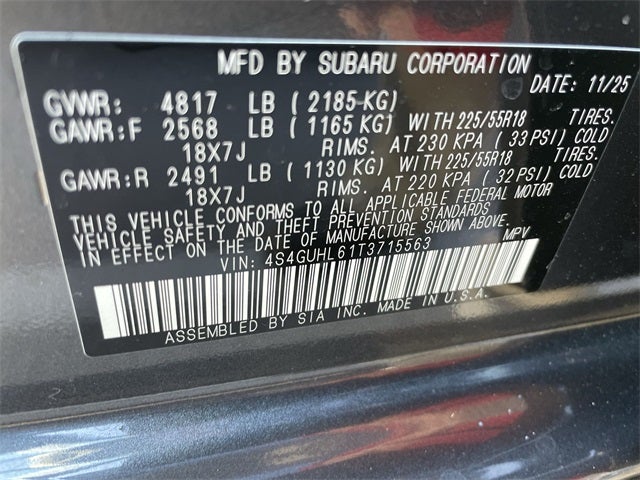 MFD BY SUBARU CORPORATION
DATE: 11/25
GVWR: 4817 LB (2185 KG)
GAWR:F 2568 LB (1165 KG) WITH 225/55R18 TIRES.
18X7J RIMS. AT 230 KPA (33 PSI) COLD
GAWR:R 2491 LB (1130 KG) WITH 225/55R18 TIRES.
18X7J RIMS. AT 220 KPA (32 PSI) COLD
THIS VEHICLE CONFORMS TO ALL APPLICABLE FEDERAL MOTOR
VEHICLE SAFETY AND THEFT PREVENTION STANDARDS
IN EFFECT ON THE DATE OF MANUFACTURE SHOWN ABOVE.
VIN: 4S4GUHL61T3715563 MPV
ASSEMBLED BY SIA INC. MADE IN U.S.A.